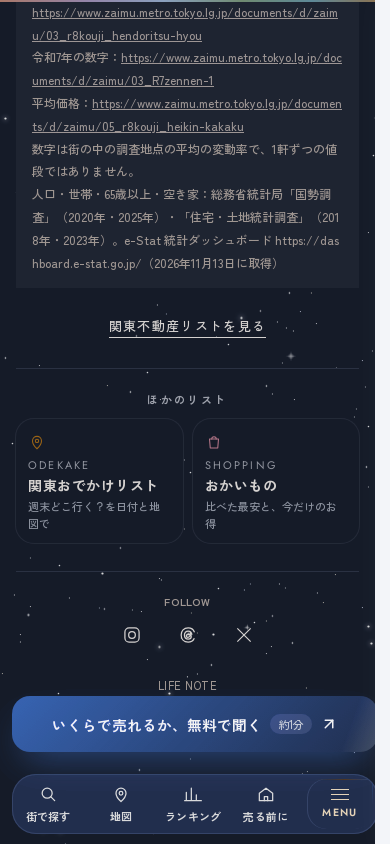 https://www.zaimu.metro.tokyo.lg.jp/documents/d/zaim
u/03_r8kouji_hendoritsu-hyou
令和7年の数字：https://www.zaimu.metro.tokyo.lg.jp/doc
uments/d/zaimu/03_R7zennen-1
平均価格：https://www.zaimu.metro.tokyo.lg.jp/documen
ts/d/zaimu/05_r8kouji_heikin-kakaku
数字は街の中の調査地点の平均の変動率で、1軒ずつの値
段ではありません。
人口・世帯・65歳以上・空き家：総務省統計局「国勢調
査」（2020年・2025年）・「住宅・土地統計調査」（201
8年・2023年）。e-Stat 統計ダッシュボード https://das
hboard.e-stat.go.jp/（2026年11月13日に取得）
関東不動産リストを見る
ほかのリスト
ODEKAKE
関東おでかけリスト
週末どこ行く？を日付と地
図で
SHOPPING
おかいもの
比べた最安と、今だけのお
得
FOLLOW
LIFE NOTE
いくらで売れるか、無料で聞く 約1分
街で探す
地図
ランキング
売る前に
MENU